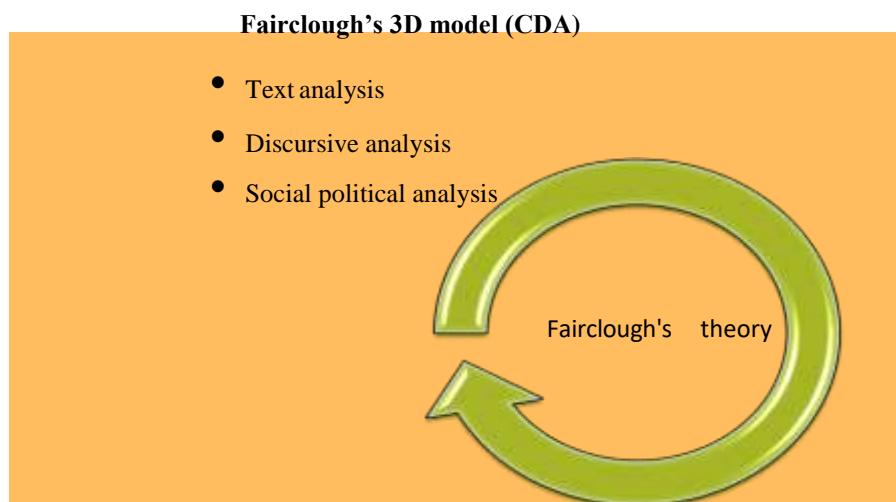 Fairclough’s 3D model (CDA)
• Text analysis
• Discursive analysis
• Social political analysis
Fairclough's theory